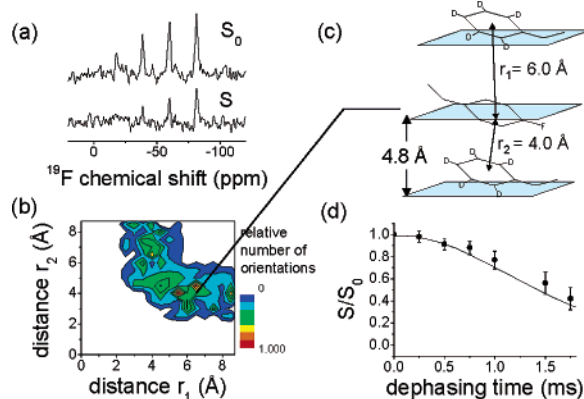 (a)
S0
S
0 -50 -100
19F chemical shift (ppm)
(b)
distance r2 (Å)
8
6
4
2
0
0 2 4 6 8
distance r1 (Å)
relative
number of
orientations
0
1.000
(c)
D
D
D
D
D
r1= 6.0 Å
F
r2= 4.0 Å
4.8 Å
D
D
D
D
D
(d)
S/S0
1.0
0.8
0.6
0.4
0.2
0.0
0.0 0.5 1.0 1.5
dephasing time (ms)